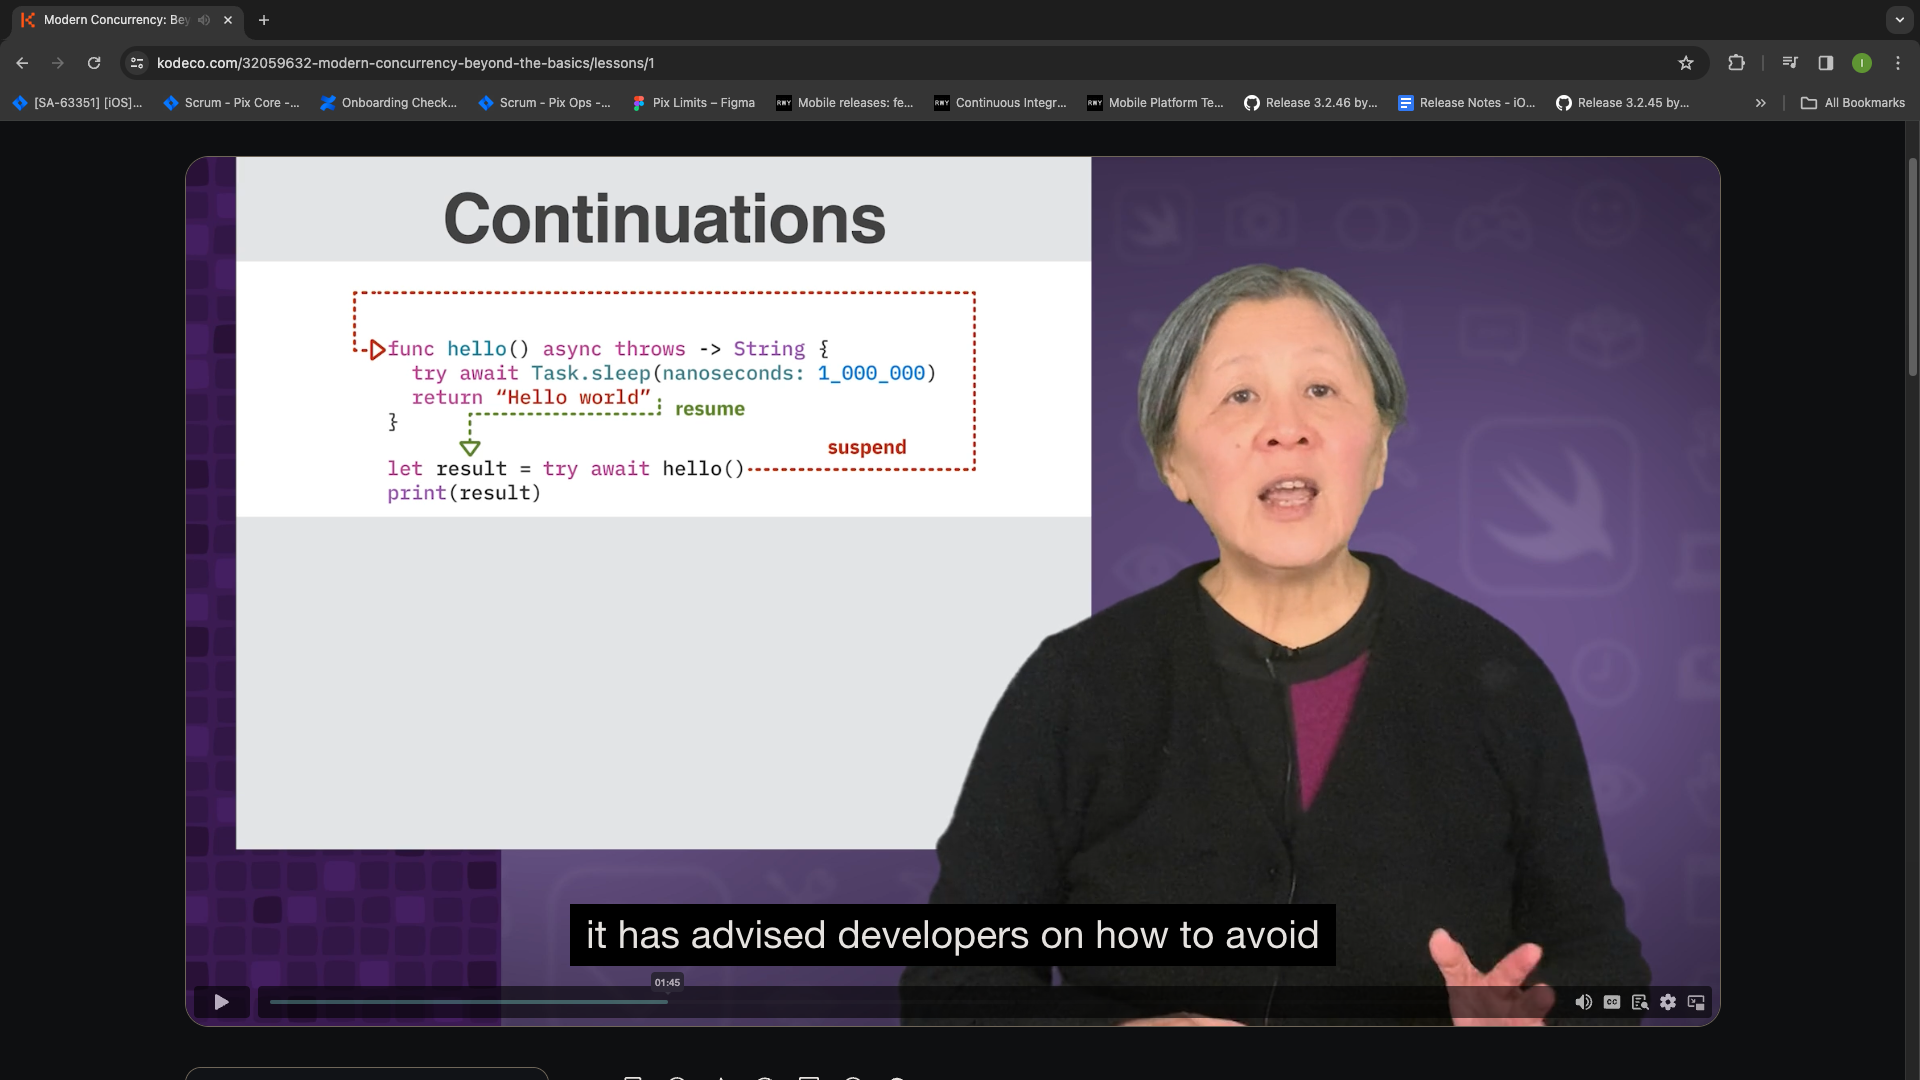 Modern Concurrency: Bey
kodeco.com/32059632-modern-concurrency-beyond-the-basics/lessons/1
I
[SA-63351] [iOS]...
Scrum - Pix Core -...
Onboarding Check...
Scrum - Pix Ops -...
Pix Limits – Figma
RWY
Mobile releases: fe...
RWY
Continuous Integr...
RWY
Mobile Platform Te...
Release 3.2.46 by...
Release Notes - iO...
Release 3.2.45 by...
All Bookmarks
Continuations
func hello() async throws -> String {
try await Task.sleep(nanoseconds: 1_000_000)
return “Hello world”
resume
}
suspend
let result = try await hello()
print(result)
it has advised developers on how to avoid
01:45
CC